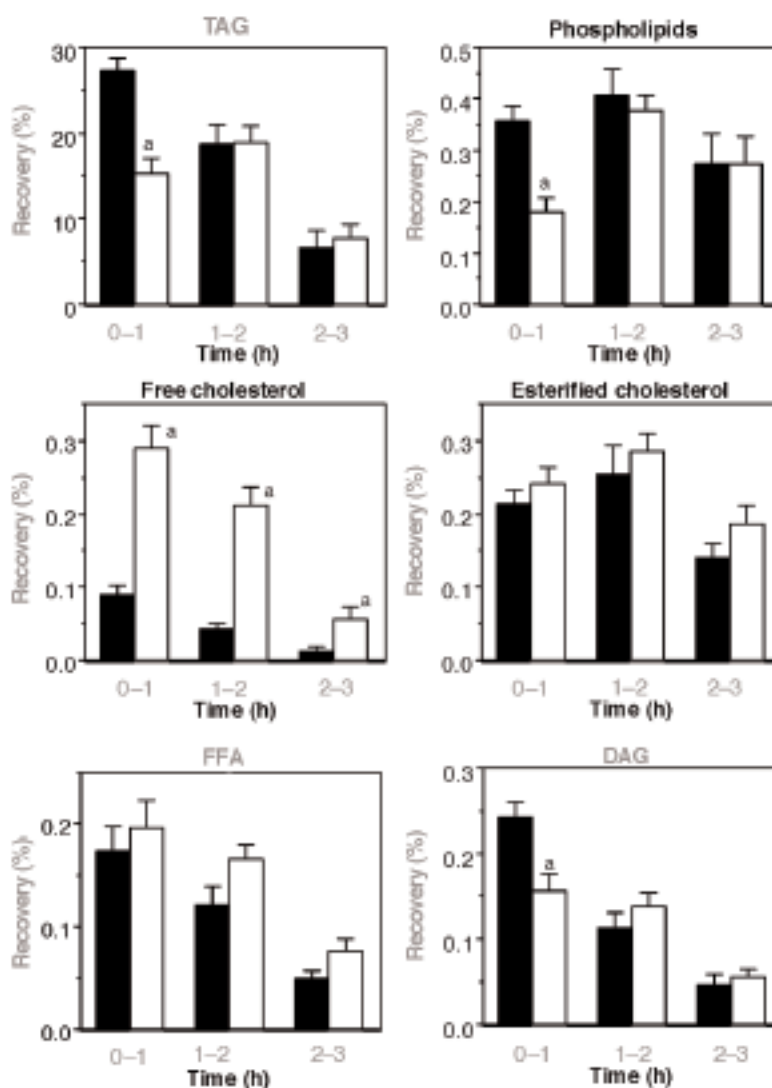 TAG
Recovery (%)
30
20
10
0
a
0–1
1–2
2–3
Time (h)
Phospholipids
Recovery (%)
0.5
0.4
0.3
0.2
0.1
a
0–1
1–2
2–3
Time (h)
Free cholesterol
Recovery (%)
0.3
0.2
0.1
0.0
a
a
a
0–1
1–2
2–3
Time (h)
Esterified cholesterol
Recovery (%)
0.3
0.2
0.1
0.0
0–1
1–2
2–3
Time (h)
FFA
Recovery (%)
0.2
0.1
0.0
0–1
1–2
2–3
Time (h)
DAG
Recovery (%)
0.3
0.2
0.1
0.0
a
0–1
1–2
2–3
Time (h)